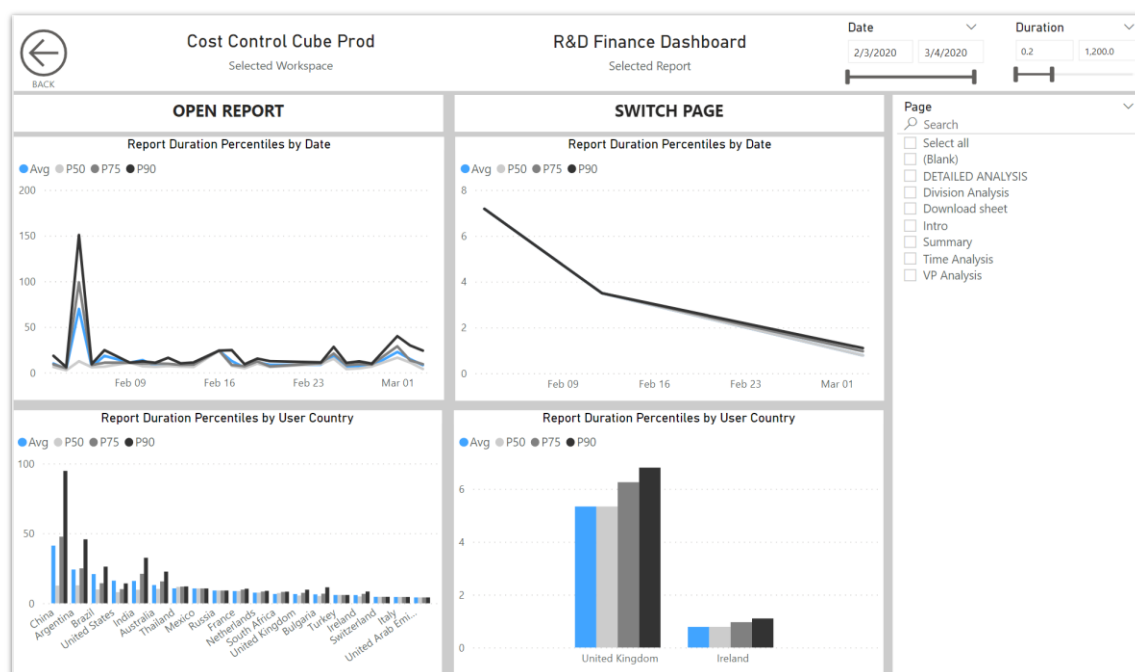 BACK
Cost Control Cube Prod
Selected Workspace
R&D Finance Dashboard
Selected Report
Date
2/3/2020 3/4/2020
Duration
0.2 1,200.0
OPEN REPORT
Report Duration Percentiles by Date
Avg P50 P75 P90
200
150
100
50
0
Feb 09 Feb 16 Feb 23 Mar 01
Report Duration Percentiles by User Country
Avg P50 P75 P90
100
50
0
China
Argentina
Brazil
United States
India
Australia
Thailand
Mexico
Russia
France
Netherlands
South Africa
United Kingdom
Bulgaria
Turkey
Ireland
Switzerland
Italy
United Arab Emi...
SWITCH PAGE
Report Duration Percentiles by Date
Avg P50 P75 P90
8
6
4
2
0
Feb 09 Feb 16 Feb 23 Mar 01
Report Duration Percentiles by User Country
Avg P50 P75 P90
6
4
2
0
United Kingdom Ireland
Page
Search
Select all
(Blank)
DETAILED ANALYSIS
Division Analysis
Download sheet
Intro
Summary
Time Analysis
VP Analysis